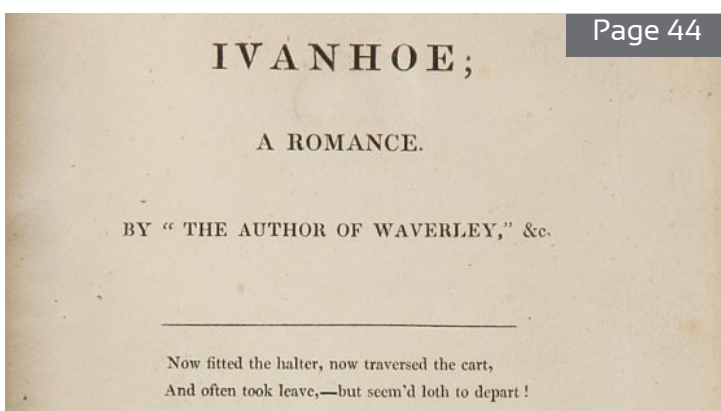 Page 44
IVANHOE;
A ROMANCE.
BY “ THE AUTHOR OF WAVERLEY,” &c.
Now fitted the halter, now traversed the cart,
And often took leave,—but seem’d loth to depart !